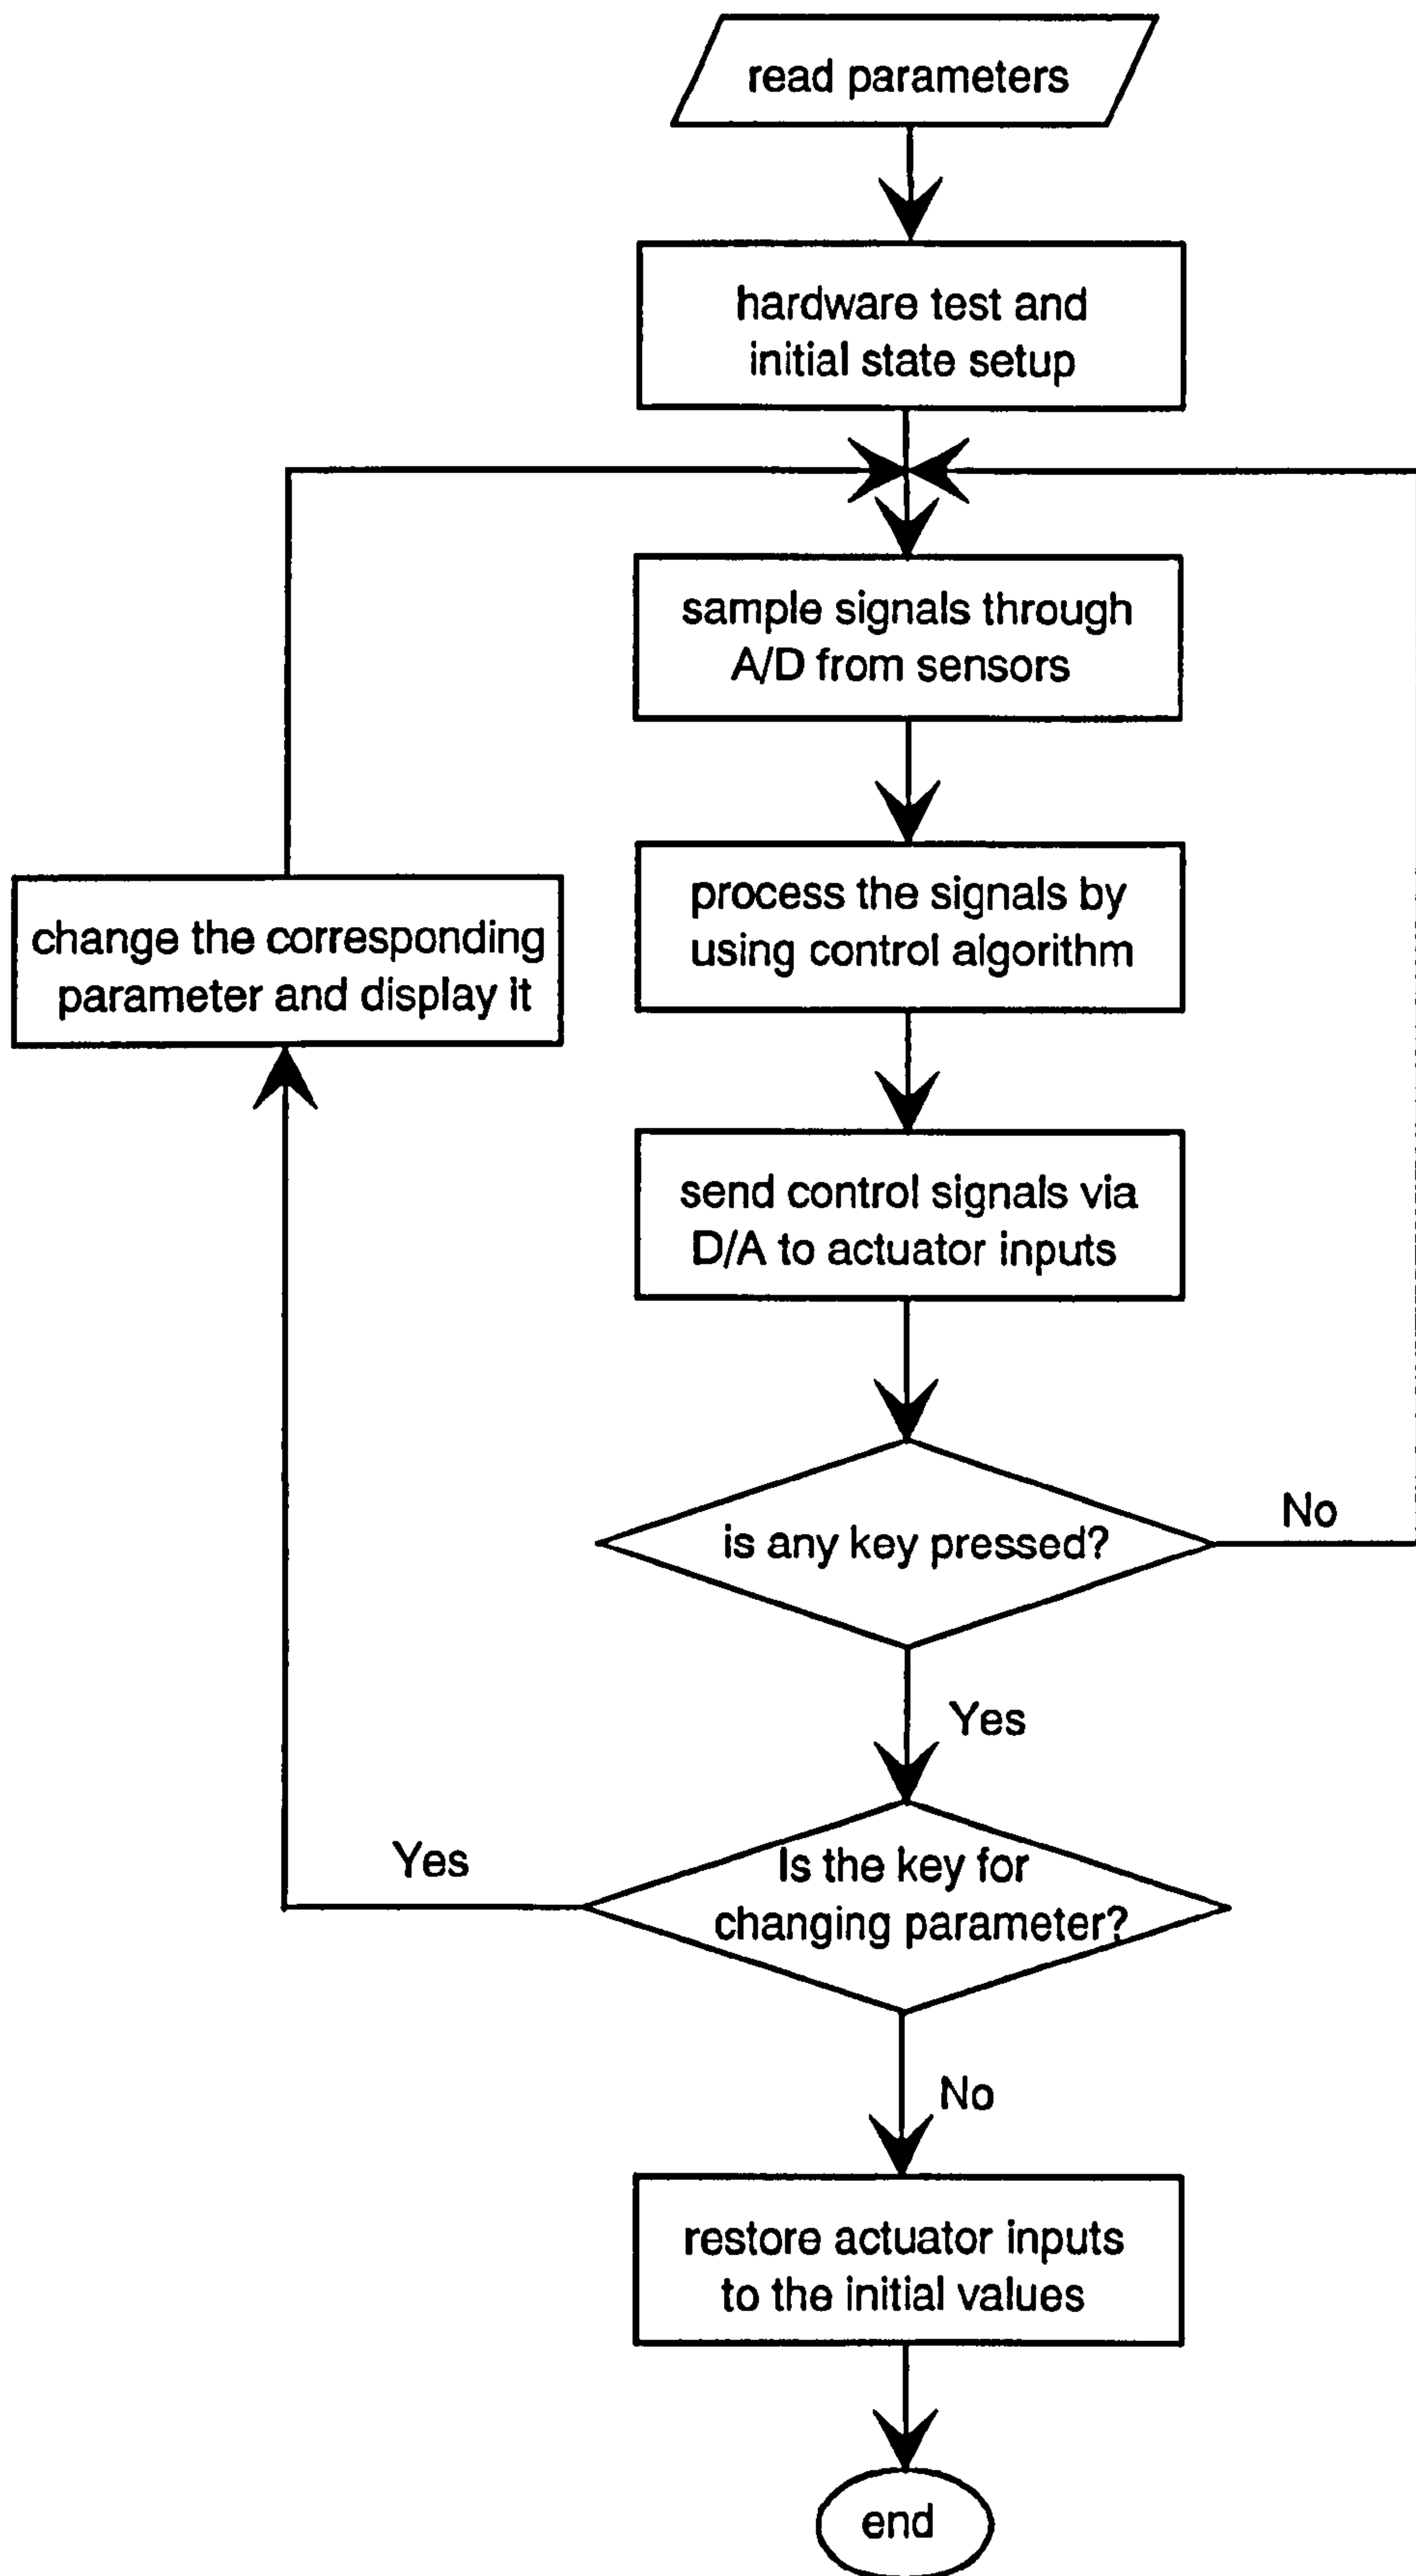 read parameters
hardware test and
initial state setup
sample signals through
A/D from sensors
process the signals by
using control algorithm
change the corresponding
parameter and display it
send control signals via
D/A to actuator inputs
is any key pressed?
No
Yes
Is the key for
changing parameter?
Yes
No
restore actuator inputs
to the initial values
end